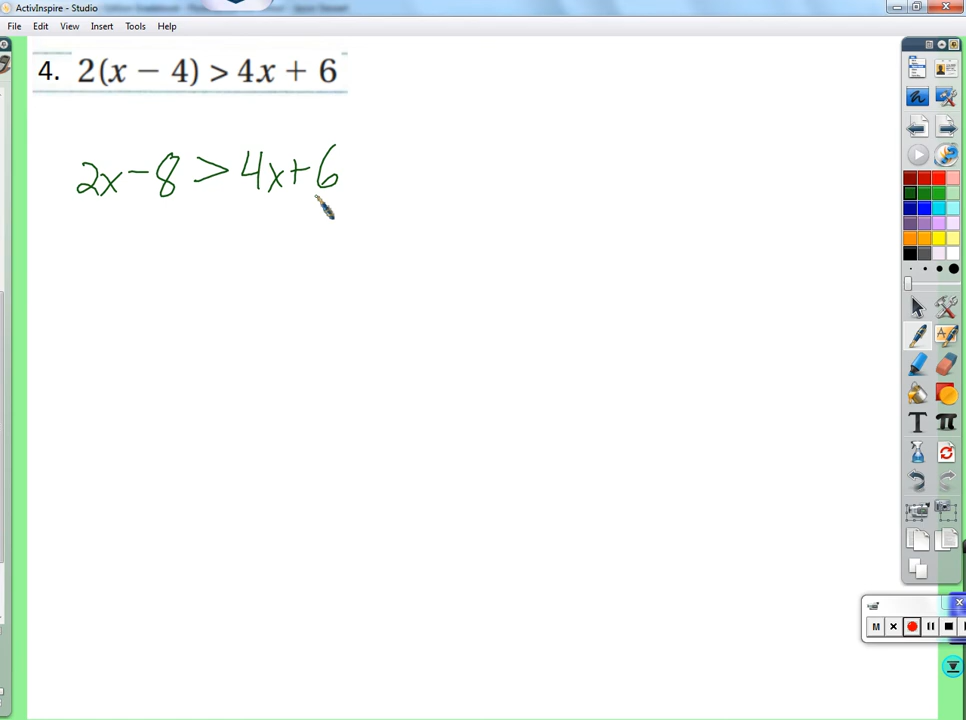 ActivInspire - Studio
File Edit View Insert Tools Help
4. 2(x − 4) > 4x + 6
2x − 8 > 4x + 6
T π
M